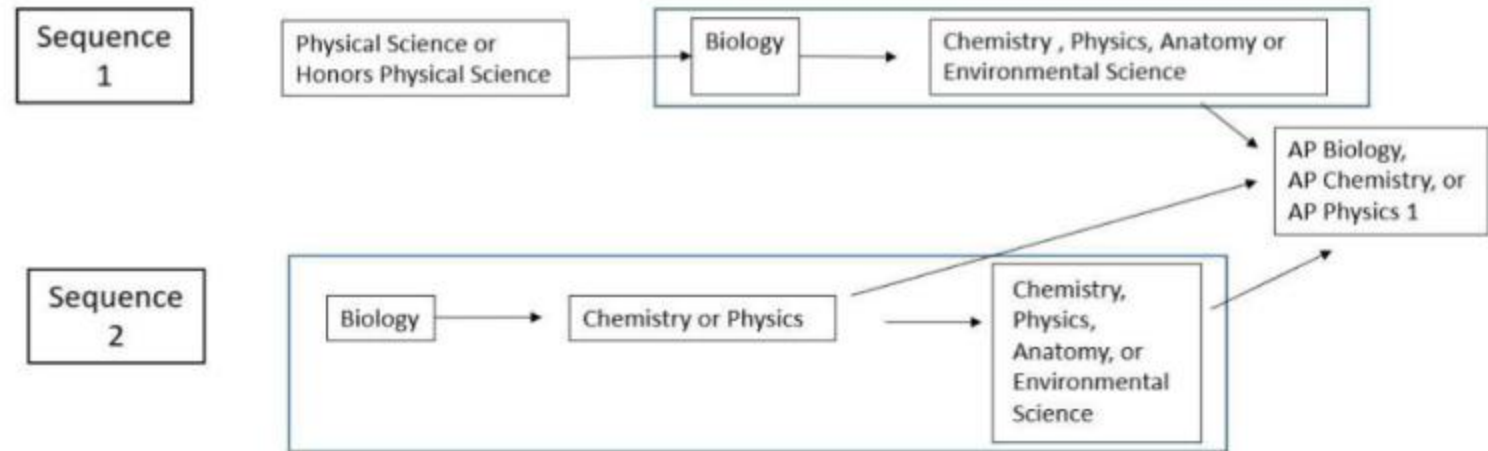 Sequence
1
Physical Science or
Honors Physical Science
Biology
Chemistry , Physics, Anatomy or
Environmental Science
AP Biology,
AP Chemistry, or
AP Physics 1
Sequence
2
Biology
Chemistry or Physics
Chemistry,
Physics,
Anatomy, or
Environmental
Science